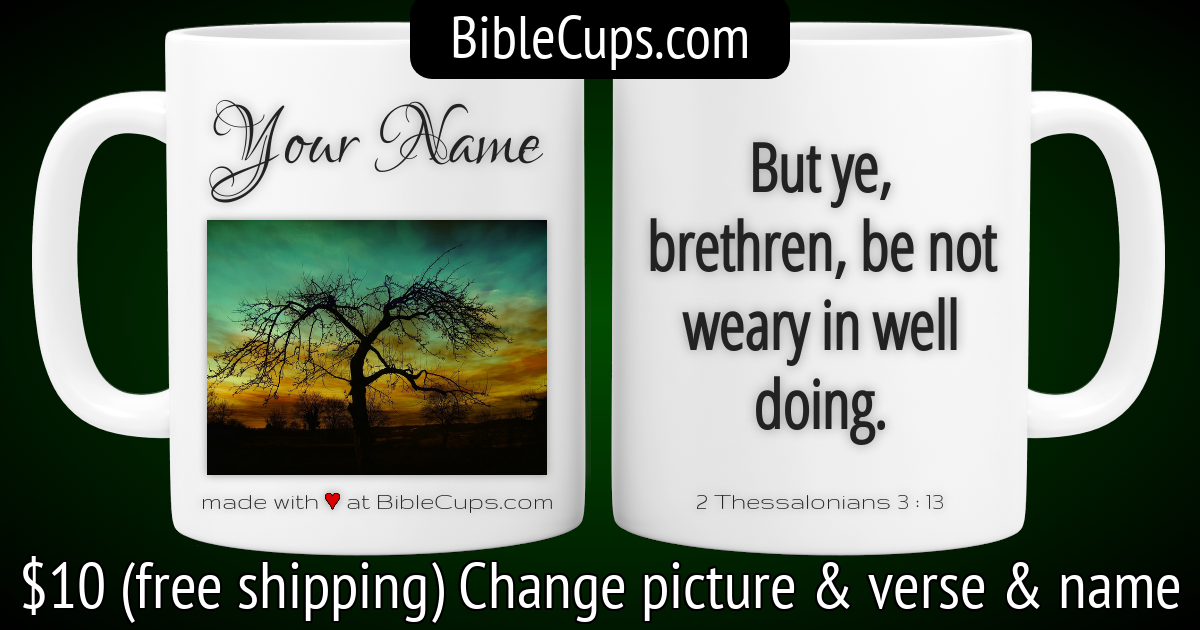 BibleCups.com
Your Name
made with ♥ at BibleCups.com
But ye,
brethren, be not
weary in well
doing.
2 Thessalonians 3 : 13
$10 (free shipping) Change picture & verse & name